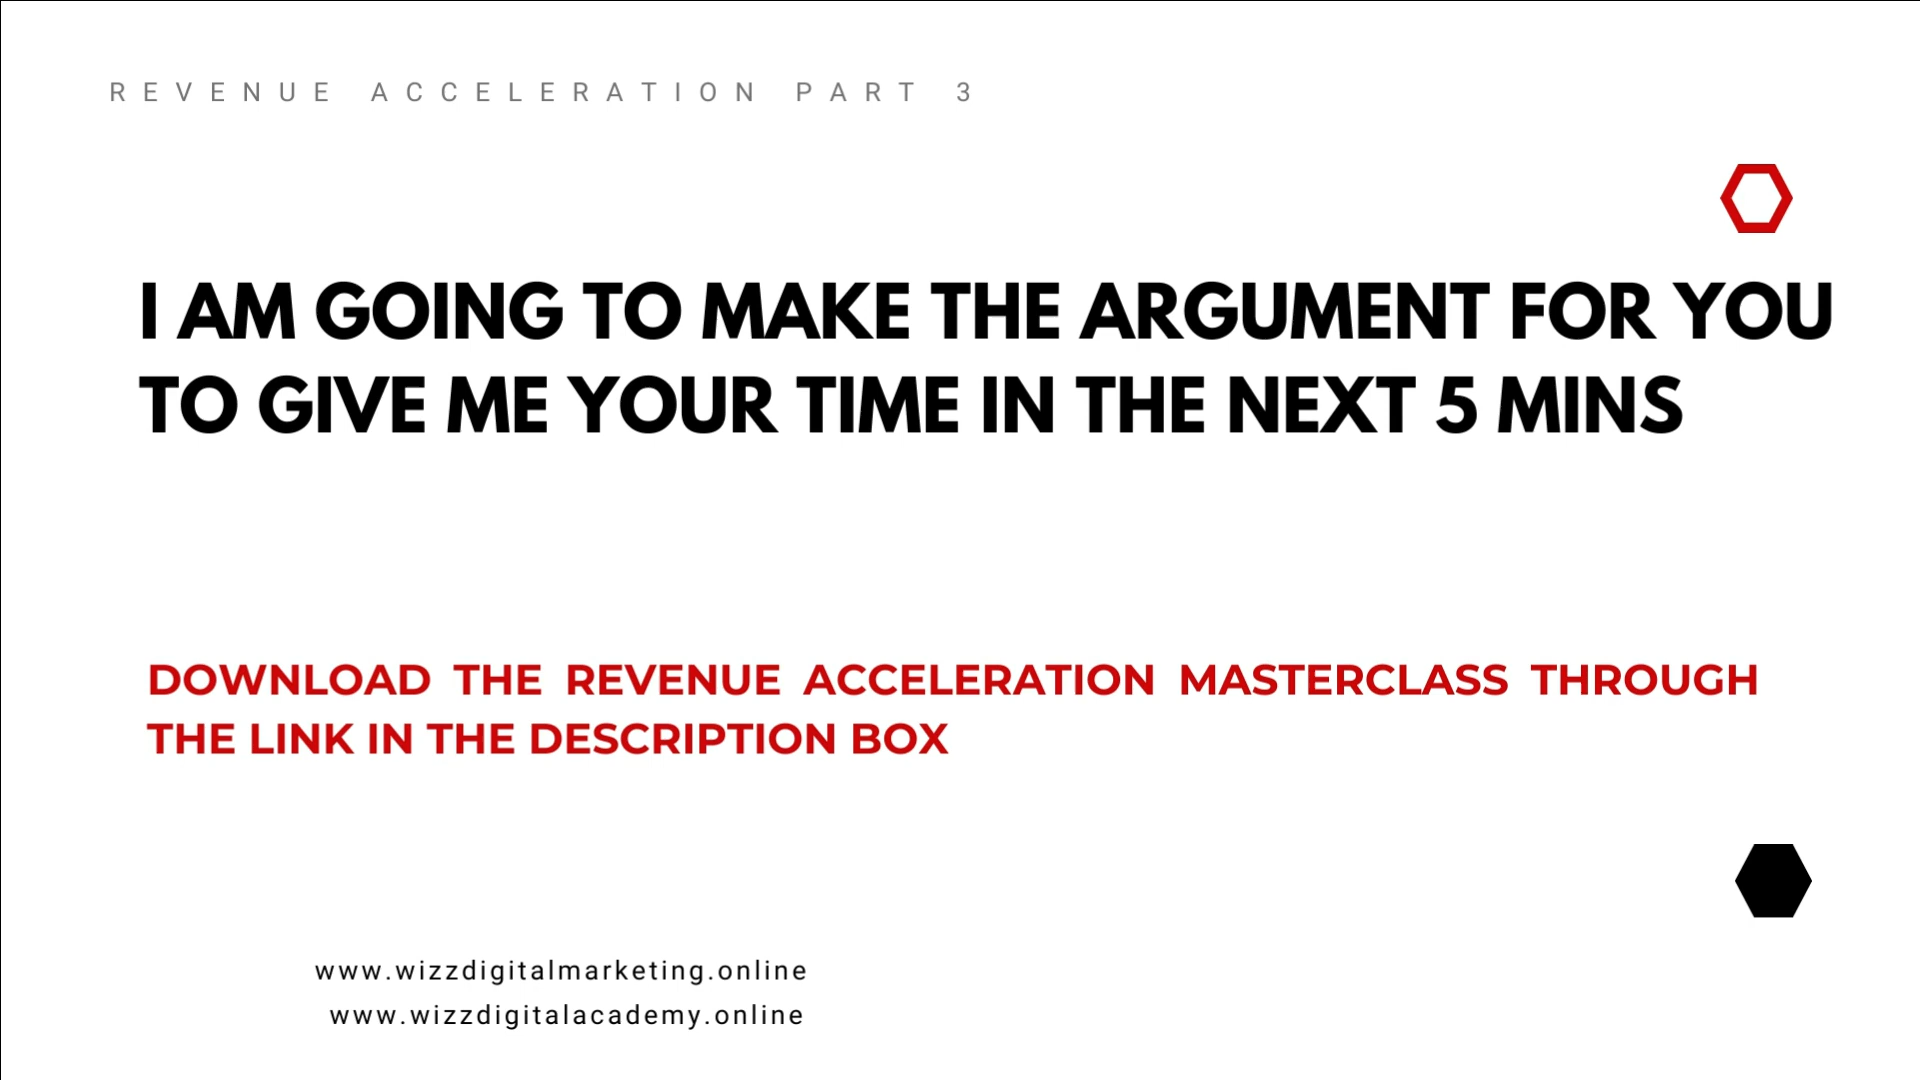 REVENUE ACCELERATION PART 3
I AM GOING TO MAKE THE ARGUMENT FOR YOU
TO GIVE ME YOUR TIME IN THE NEXT 5 MINS
DOWNLOAD THE REVENUE ACCELERATION MASTERCLASS THROUGH
THE LINK IN THE DESCRIPTION BOX
www.wizzdigitalmarketing.online
www.wizzdigitalacademy.online